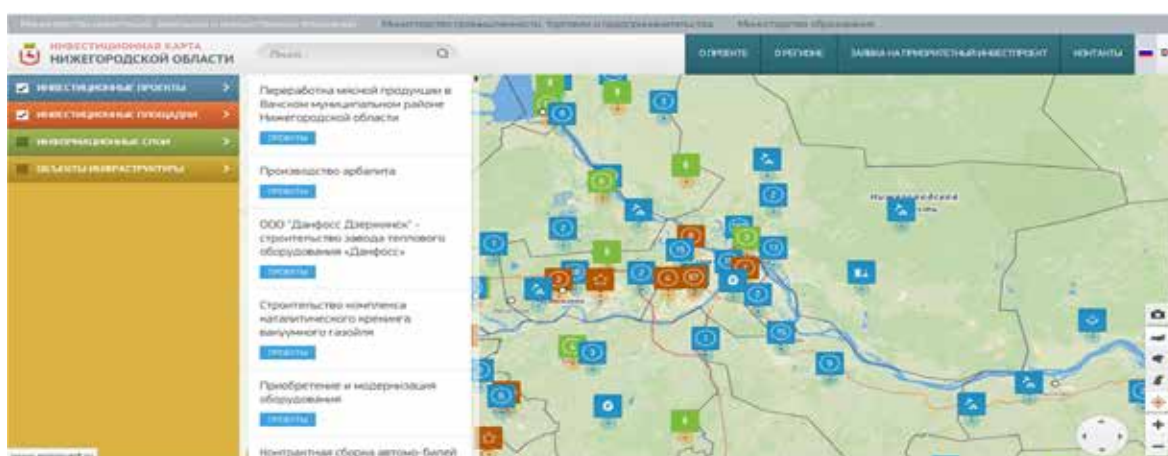 Министерство промышленности, торговли и предпринимательства
Министерство образования
ИНВЕСТИЦИОННАЯ КАРТА
НИЖЕГОРОДСКОЙ ОБЛАСТИ
Поиск
О ПРОЕКТЕ
О РЕГИОНЕ
ЗАЯВКА НА ПРИОРИТЕТНЫЙ ИНВЕСТПРОЕКТ
КОНТАКТЫ
ИНВЕСТИЦИОННЫЕ ПРОЕКТЫ
ИНВЕСТИЦИОННЫЕ ПЛОЩАДКИ
ИНФОРМАЦИОННЫЕ СЛОИ
ОБЪЕКТЫ ИНФРАСТРУКТУРЫ
Переработка мясной продукции в
Вачском муниципальном районе
Нижегородской области
ПРОЕКТЫ
Производство арболита
ПРОЕКТЫ
ООО "Данфосс Дзержинск" -
строительство завода теплового
оборудования «Данфосс»
ПРОЕКТЫ
Строительство комплекса
каталитического крекинга
вакуумного газойля
ПРОЕКТЫ
Приобретение и модернизация
оборудования
ПРОЕКТЫ
Контрактная сборка автомо-билей
Нижегородская